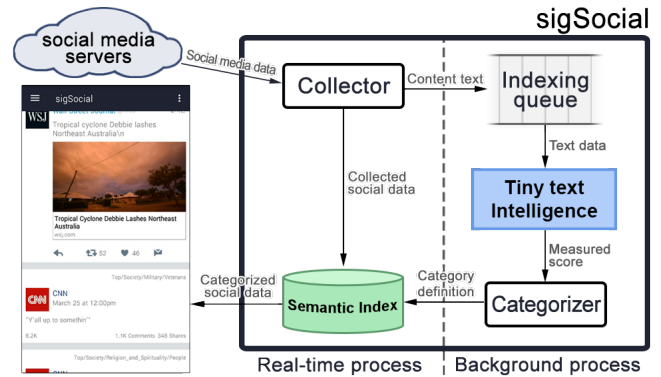 sigSocial
social media
servers
Social media data
Collector
Content text
Indexing
queue
Text data
Collected
social data
Tiny text
Intelligence
Measured
score
Categorizer
Category
definition
Semantic Index
Categorized
social data
Real-time process
Background process
sigSocial
WSJ
Tropical cyclone Debbie lashes
Northeast Australia\n
Tropical Cyclone Debbie Lashes Northeast
Australia
wsj.com
52
46
Top/Society/Military/Veterans
CNN
CNN
March 25 at 12:00pm
"Y'all up to somethin'"
6.2K
1.1K Comments 348 Shares
Top/Society/Religion_and_Spirituality/People